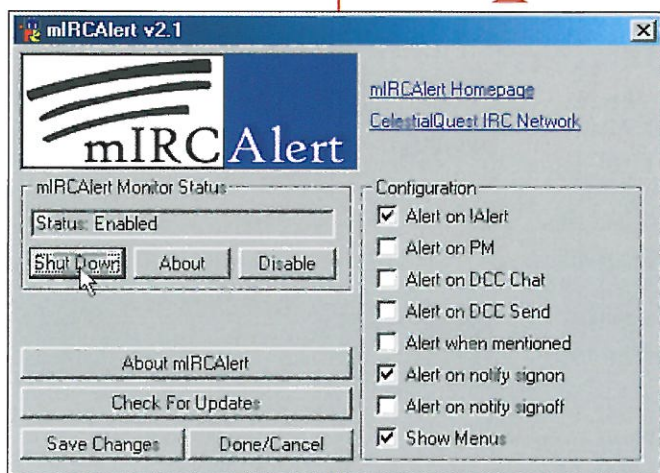 mIRCAlert v2.1
mIRC Alert
mIRCAlert Homepage
CelestialQuest IRC Network
mIRCAlert Monitor Status
Status: Enabled
Shut Down
About
Disable
About mIRCAlert
Check For Updates
Save Changes
Done/Cancel
Configuration
Alert on !Alert
Alert on PM
Alert on DCC Chat
Alert on DCC Send
Alert when mentioned
Alert on notify signon
Alert on notify signoff
Show Menus